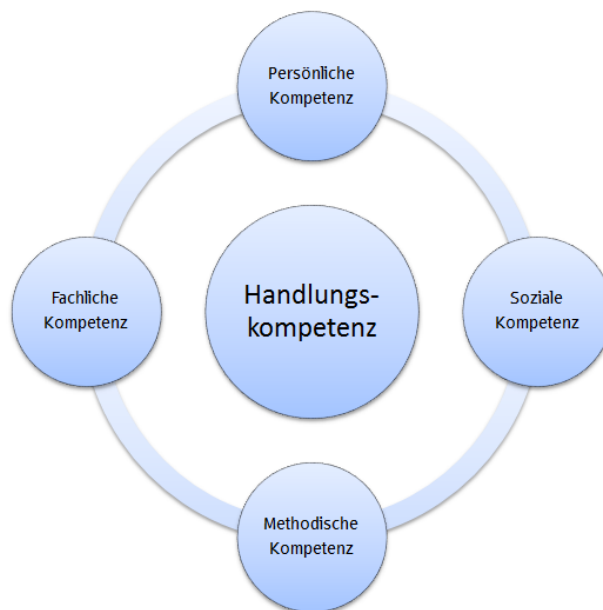 Persönliche
Kompetenz
Fachliche
Kompetenz
Handlungs-
kompetenz
Soziale
Kompetenz
Methodische
Kompetenz